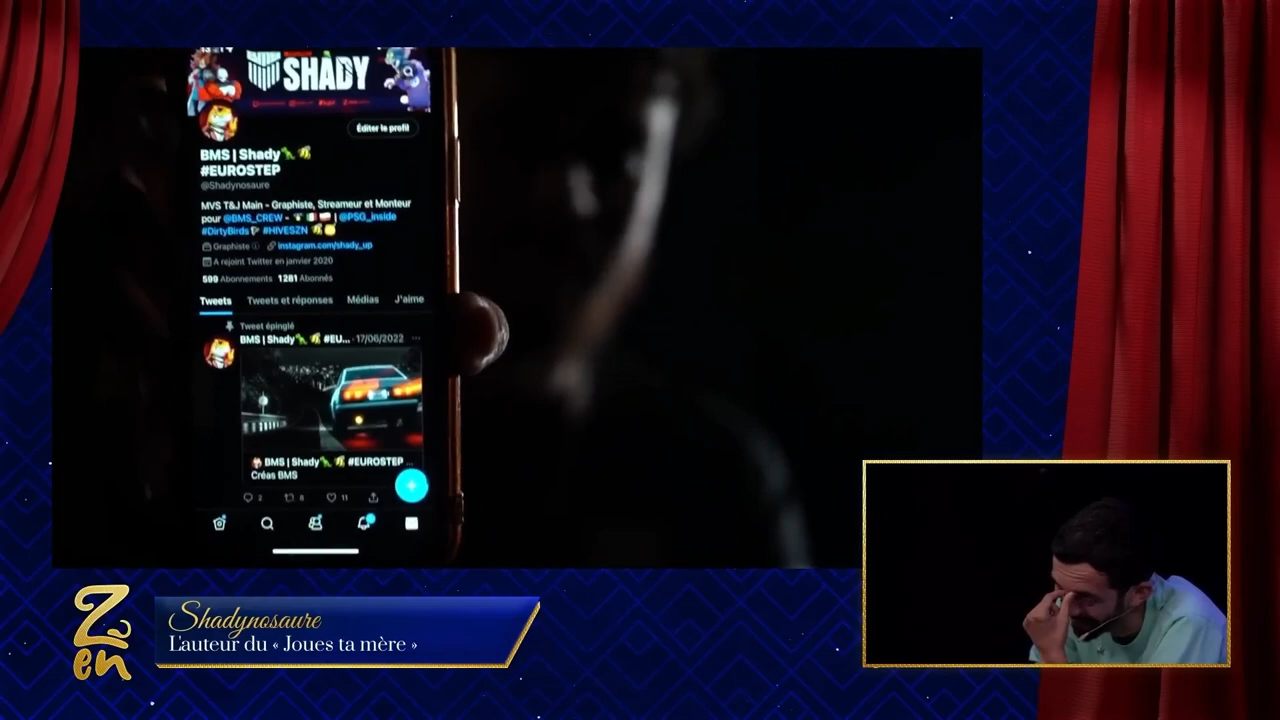 SHÀDY
Éditer le profil
BMS | Shady
#EUROSTEP
@Shadynosaure
MVS T&J Main - Graphiste, Streameur et Monteur
pour @BMS_CREW - | @PSG_inside
#DirtyBirds #HIVESZN
Graphiste instagram.com/shady_up
A rejoint Twitter en janvier 2020
599 Abonnements 1281 Abonnés
Tweets Tweets et réponses Médias J'aime
Tweet épinglé
BMS | Shady #EU... · 17/06/2022 ...
BMS | Shady #EUROSTEP ...
Créas BMS
2 8 11
Zen
Shadynosaure
L'auteur du « Joues ta mère »